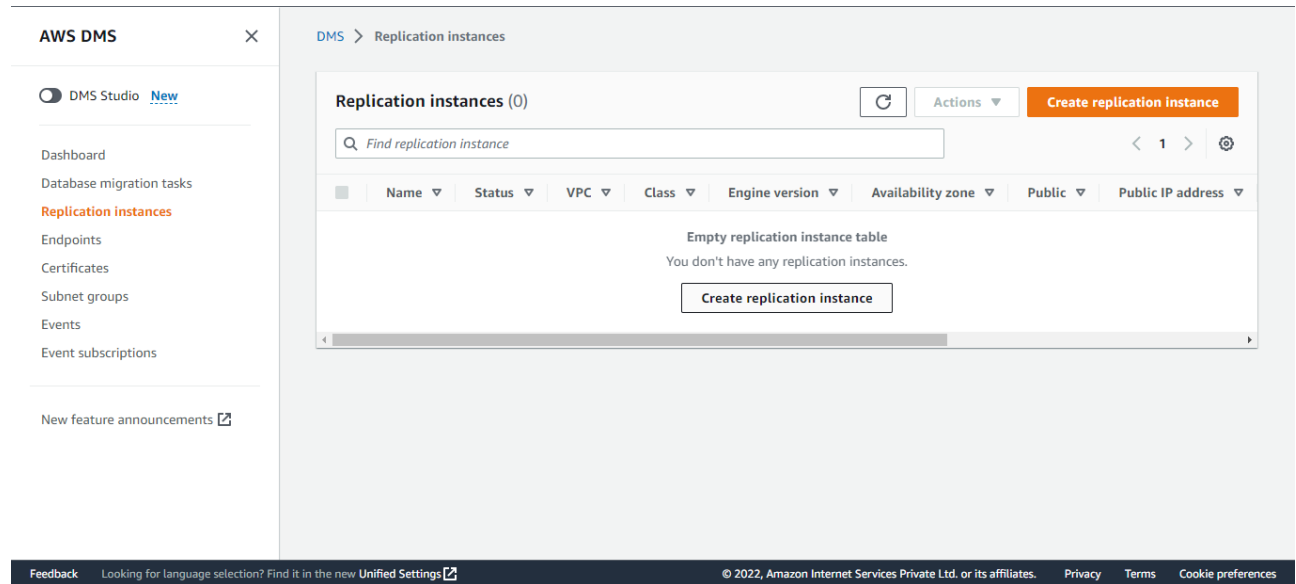 AWS DMS
DMS Studio New
Dashboard
Database migration tasks
Replication instances
Endpoints
Certificates
Subnet groups
Events
Event subscriptions
New feature announcements
DMS > Replication instances
Replication instances (0)
Actions
Create replication instance
Find replication instance
1
Name Status VPC Class Engine version Availability zone Public Public IP address
Empty replication instance table
You don't have any replication instances.
Create replication instance
Feedback Looking for language selection? Find it in the new Unified Settings © 2022, Amazon Internet Services Private Ltd. or its affiliates. Privacy Terms Cookie preferences